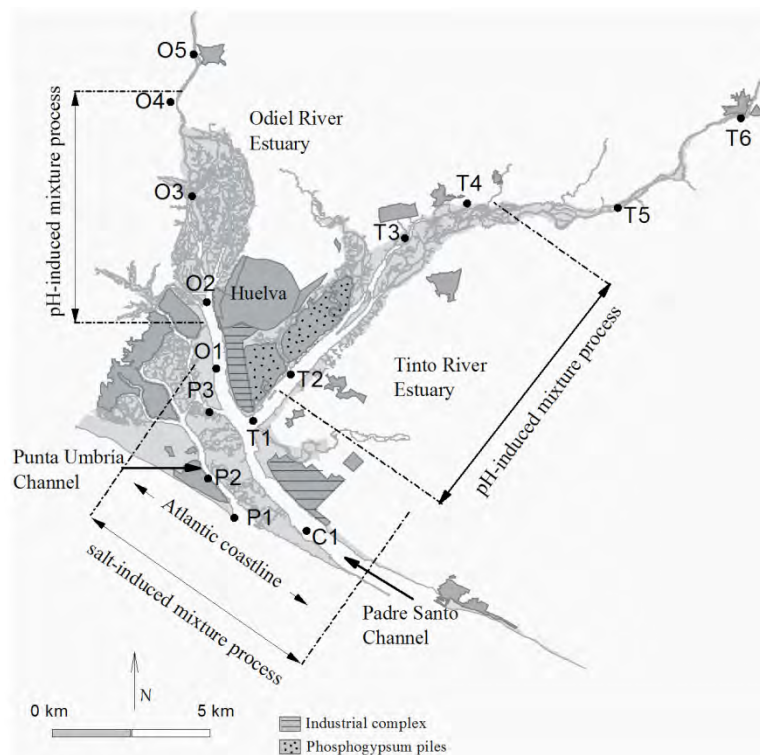 O5
O4
pH-induced mixture process
Odiel River
Estuary
T6
O3
T4
T5
T3
O2
Huelva
O1
T2
Tinto River
Estuary
pH-induced mixture process
P3
T1
Punta Umbria
Channel
P2
P1
C1
Atlantic coastline
salt-induced mixture process
Padre Santo
Channel
N
0 km
5 km
Industrial complex
Phosphogypsum piles